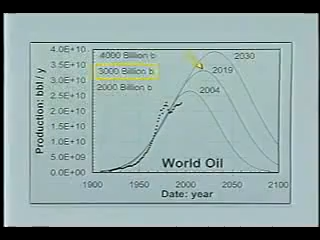 4.0E+10
3.5E+10
3.0E+10
2.5E+10
2.0E+10
1.5E+10
1.0E+10
5.0E+09
0.0E+00
Production: bbl / y
4000 Billion b
3000 Billion b
2000 Billion b
2030
2019
2004
World Oil
1900
1950
2000
2050
2100
Date: year